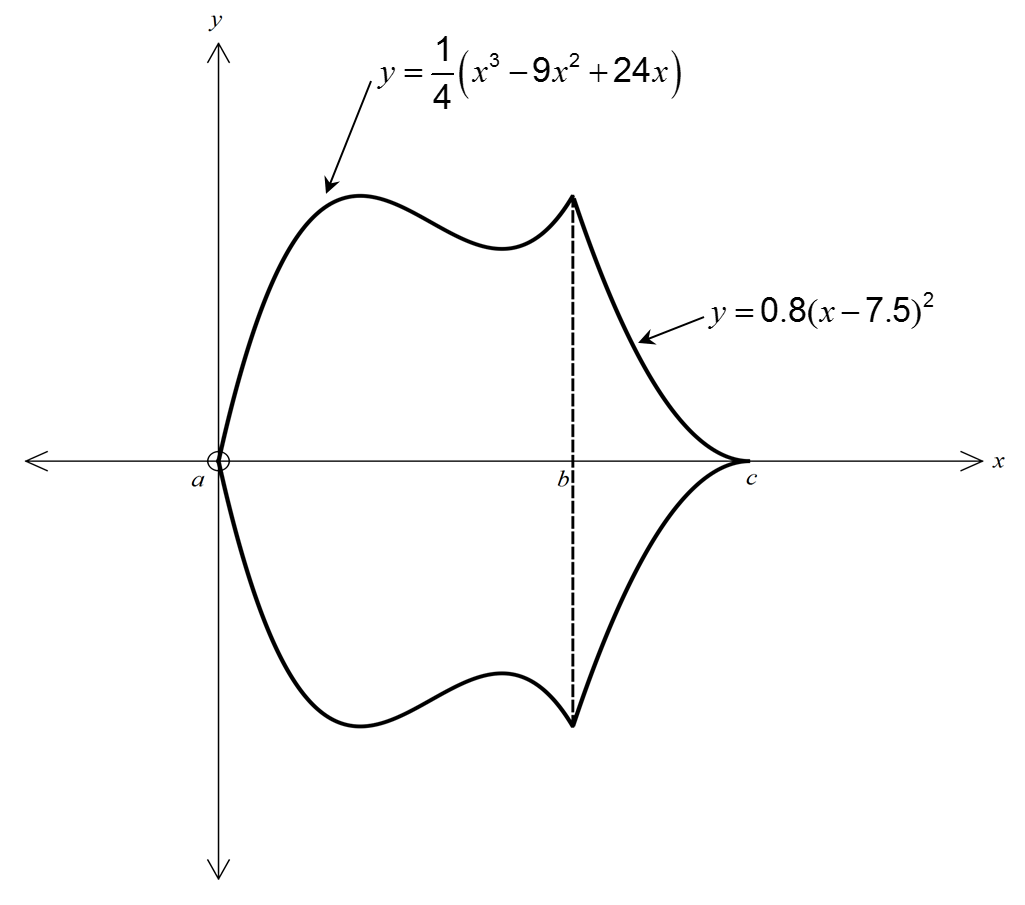 y
y = 1/4 (x³ – 9x² + 24x)
y = 0.8(x – 7.5)²
x
a
b
c